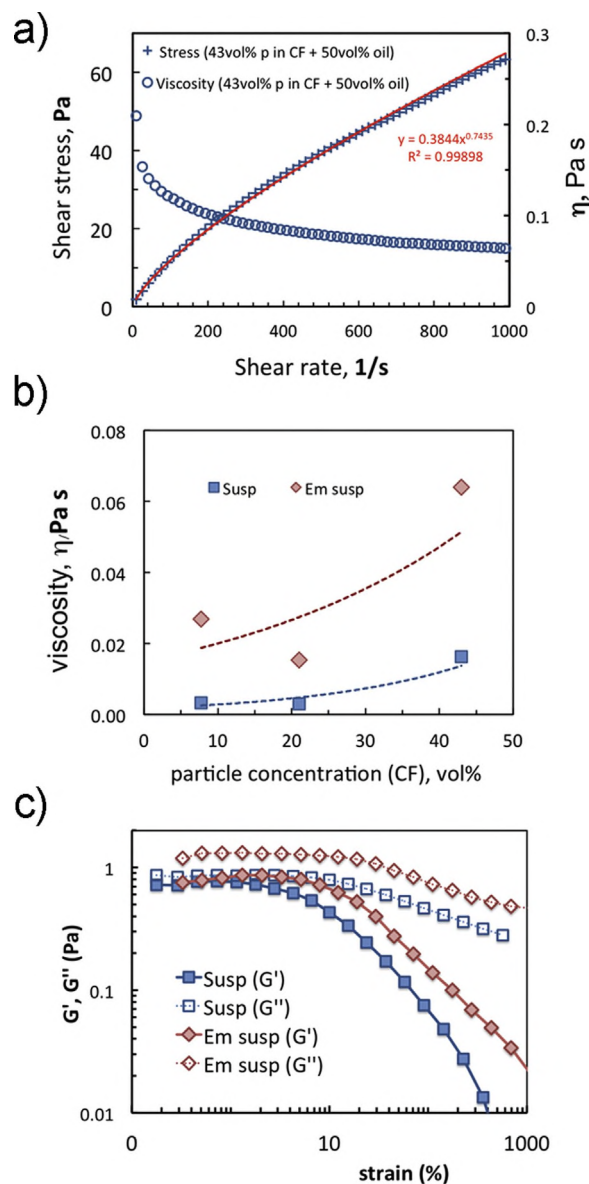 a)
0.3
0.2
0.1
0
60
40
20
0
Shear stress, Pa
η, Pa s
Stress (43vol% p in CF + 50vol% oil)
Viscosity (43vol% p in CF + 50vol% oil)
y = 0.3844x^0.7435
R² = 0.99898
0 200 400 600 800 1000
Shear rate, 1/s
b)
0.08
0.06
0.04
0.02
0.00
viscosity, η,Pa s
Susp Em susp
0 10 20 30 40 50
particle concentration (CF), vol%
c)
1
0.1
0.01
G', G'' (Pa)
Susp (G')
Susp (G'')
Em susp (G')
Em susp (G'')
0 10 1000
strain (%)